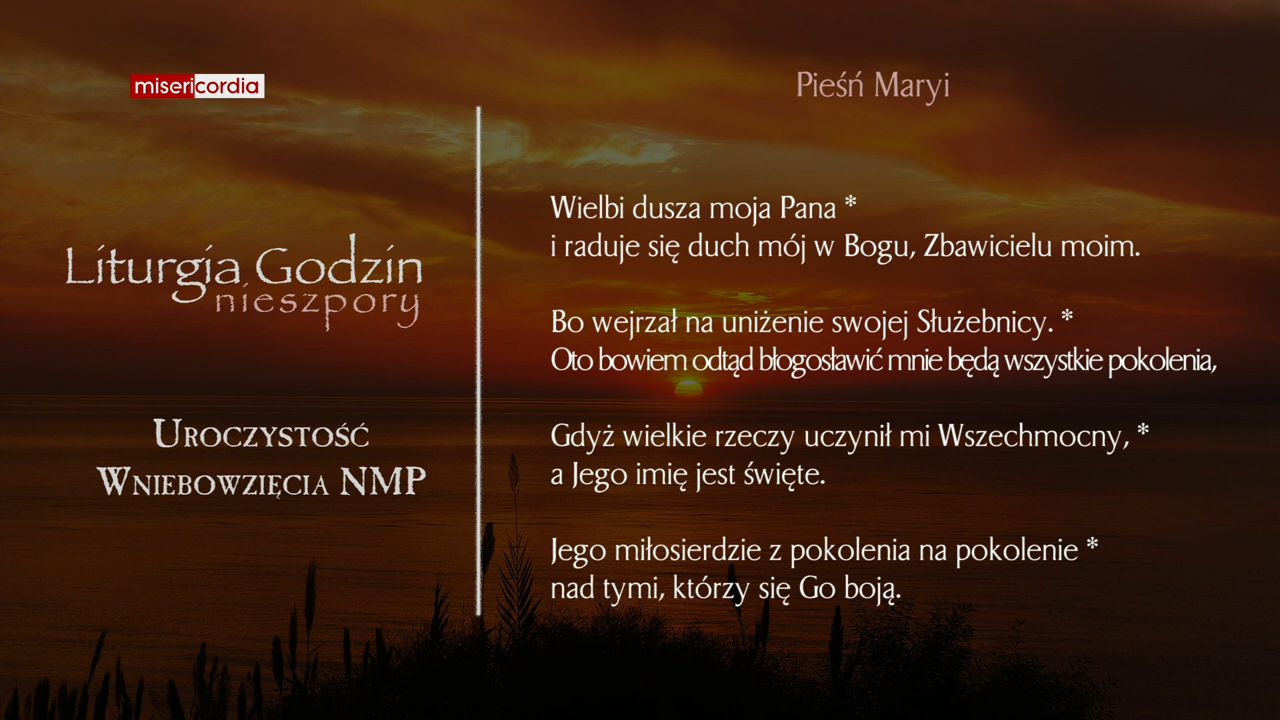 misericordia
Liturgia Godzin
nieszpory
Uroczystość
Wniebowzięcia NMP
Pieśń Maryi
Wielbi dusza moja Pana *
i raduje się duch mój w Bogu, Zbawicielu moim.
Bo wejrzał na uniżenie swojej Służebnicy. *
Oto bowiem odtąd błogosławić mnie będą wszystkie pokolenia,
Gdyż wielkie rzeczy uczynił mi Wszechmocny, *
a Jego imię jest święte.
Jego miłosierdzie z pokolenia na pokolenie *
nad tymi, którzy się Go boją.